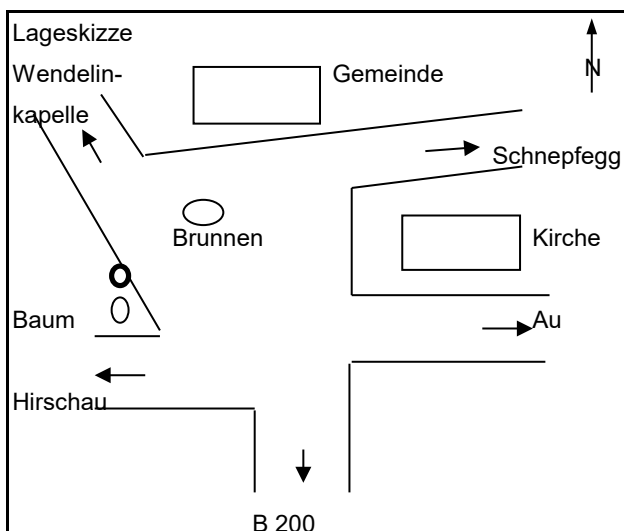 Lageskizze
Wendelin-
kapelle
Gemeinde
N
Schnepfegg
Brunnen
Kirche
Baum
Au
Hirschau
B 200